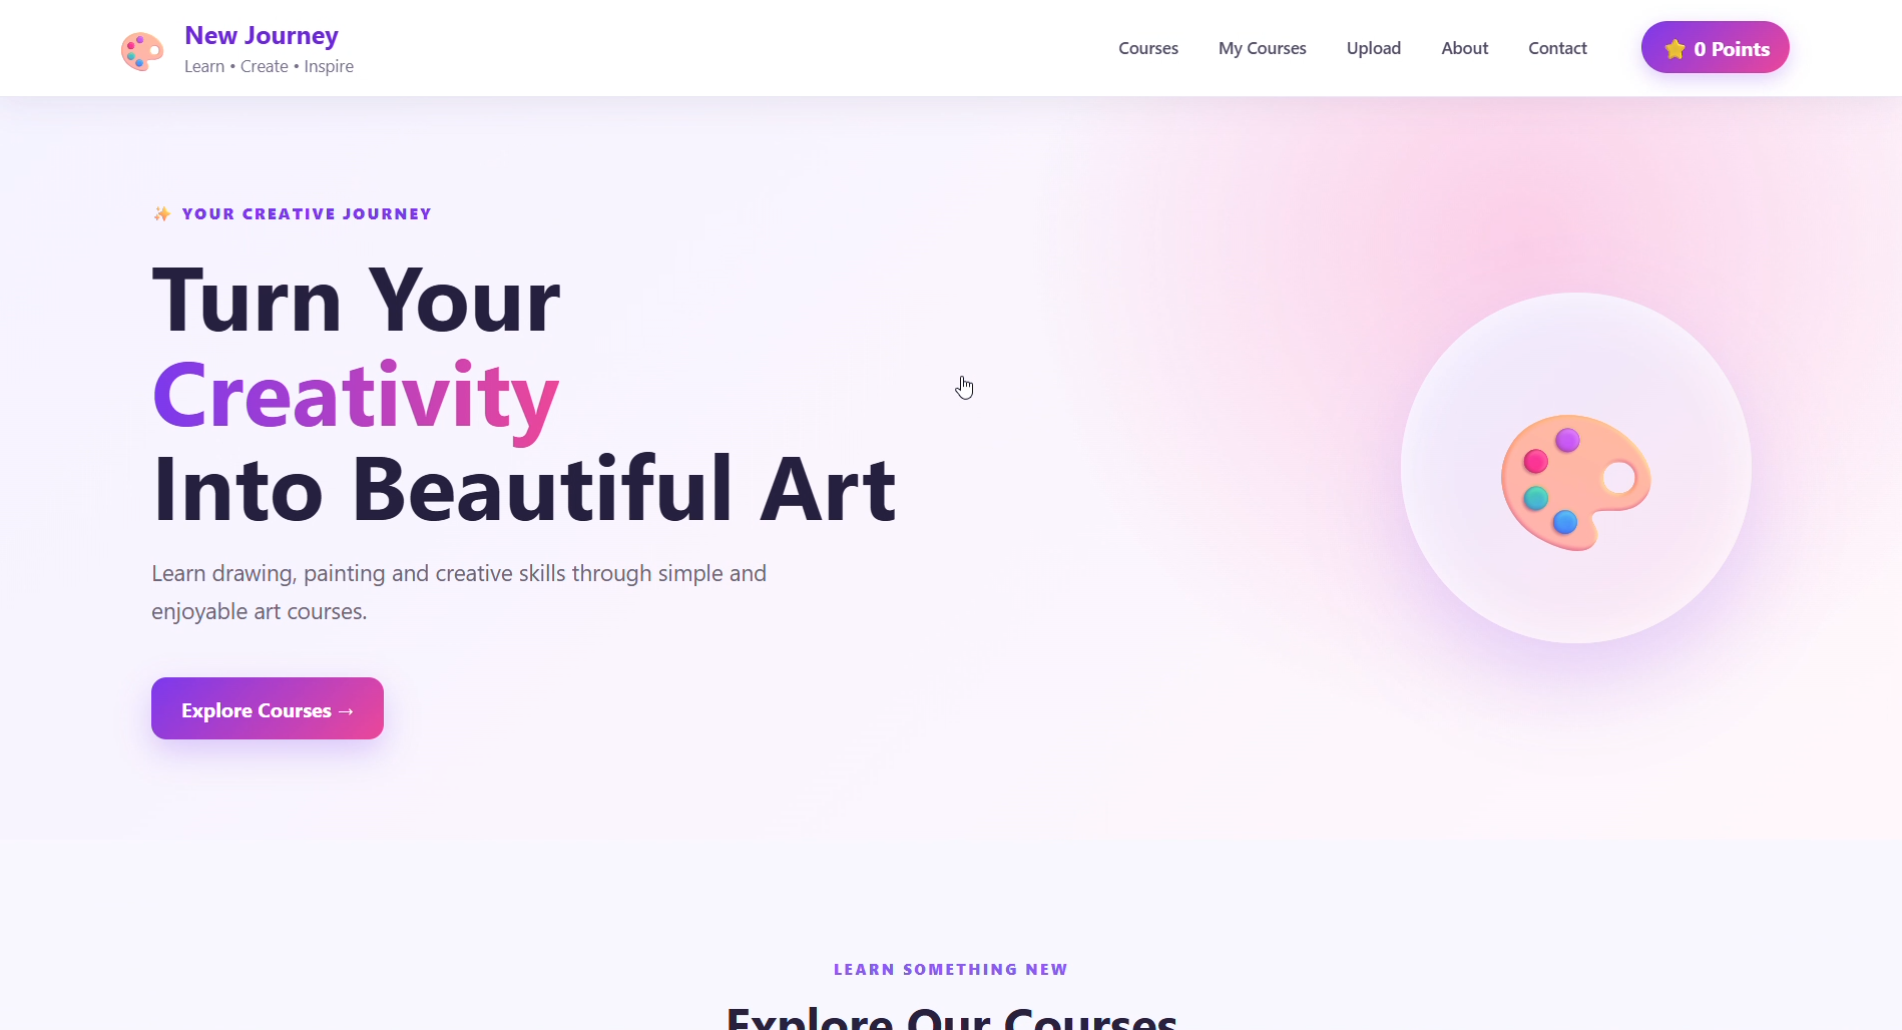 New Journey
Learn • Create • Inspire
Courses
My Courses
Upload
About
Contact
⭐ 0 Points
✨ YOUR CREATIVE JOURNEY
Turn Your
Creativity
Into Beautiful Art
Learn drawing, painting and creative skills through simple and
enjoyable art courses.
Explore Courses →
LEARN SOMETHING NEW
Explore Our Courses